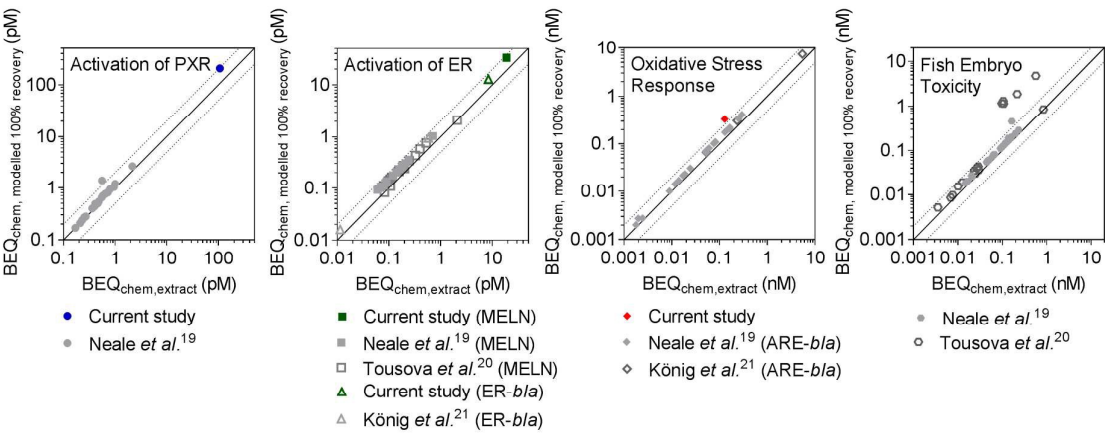 BEQchem, modelled 100% recovery (pM)
Activation of PXR
100
10
1
0.1
0.1 1 10 100
BEQchem,extract (pM)
Current study
Neale et al.19
BEQchem, modelled 100% recovery (pM)
Activation of ER
10
1
0.1
0.01
0.01 0.1 1 10
BEQchem,extract (pM)
Current study (MELN)
Neale et al.19 (MELN)
Tousova et al.20 (MELN)
Current study (ER-bla)
König et al.21 (ER-bla)
BEQchem, modelled 100% recovery (nM)
Oxidative Stress
Response
10
1
0.1
0.01
0.001
0.001 0.01 0.1 1 10
BEQchem,extract (nM)
Current study
Neale et al.19 (ARE-bla)
König et al.21 (ARE-bla)
BEQchem, modelled 100% recovery (nM)
Fish Embryo
Toxicity
10
1
0.1
0.01
0.001
0.001 0.01 0.1 1 10
BEQchem,extract (nM)
Neale et al.19
Tousova et al.20